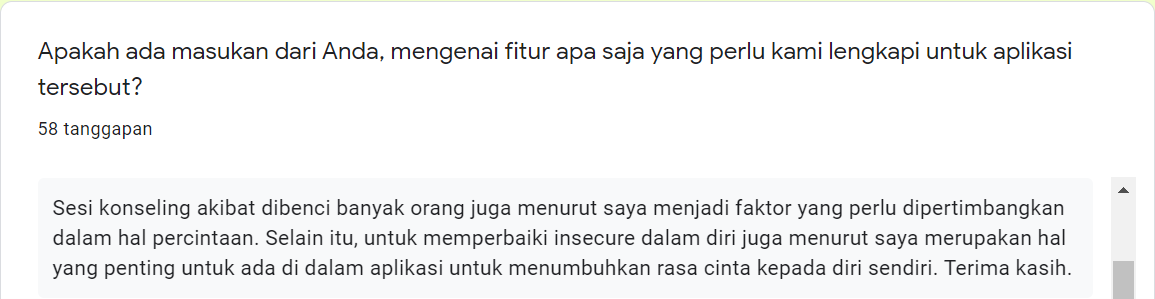 Apakah ada masukan dari Anda, mengenai fitur apa saja yang perlu kami lengkapi untuk aplikasi
tersebut?
58 tanggapan
Sesi konseling akibat dibenci banyak orang juga menurut saya menjadi faktor yang perlu dipertimbangkan
dalam hal percintaan. Selain itu, untuk memperbaiki insecure dalam diri juga menurut saya merupakan hal
yang penting untuk ada di dalam aplikasi untuk menumbuhkan rasa cinta kepada diri sendiri. Terima kasih.